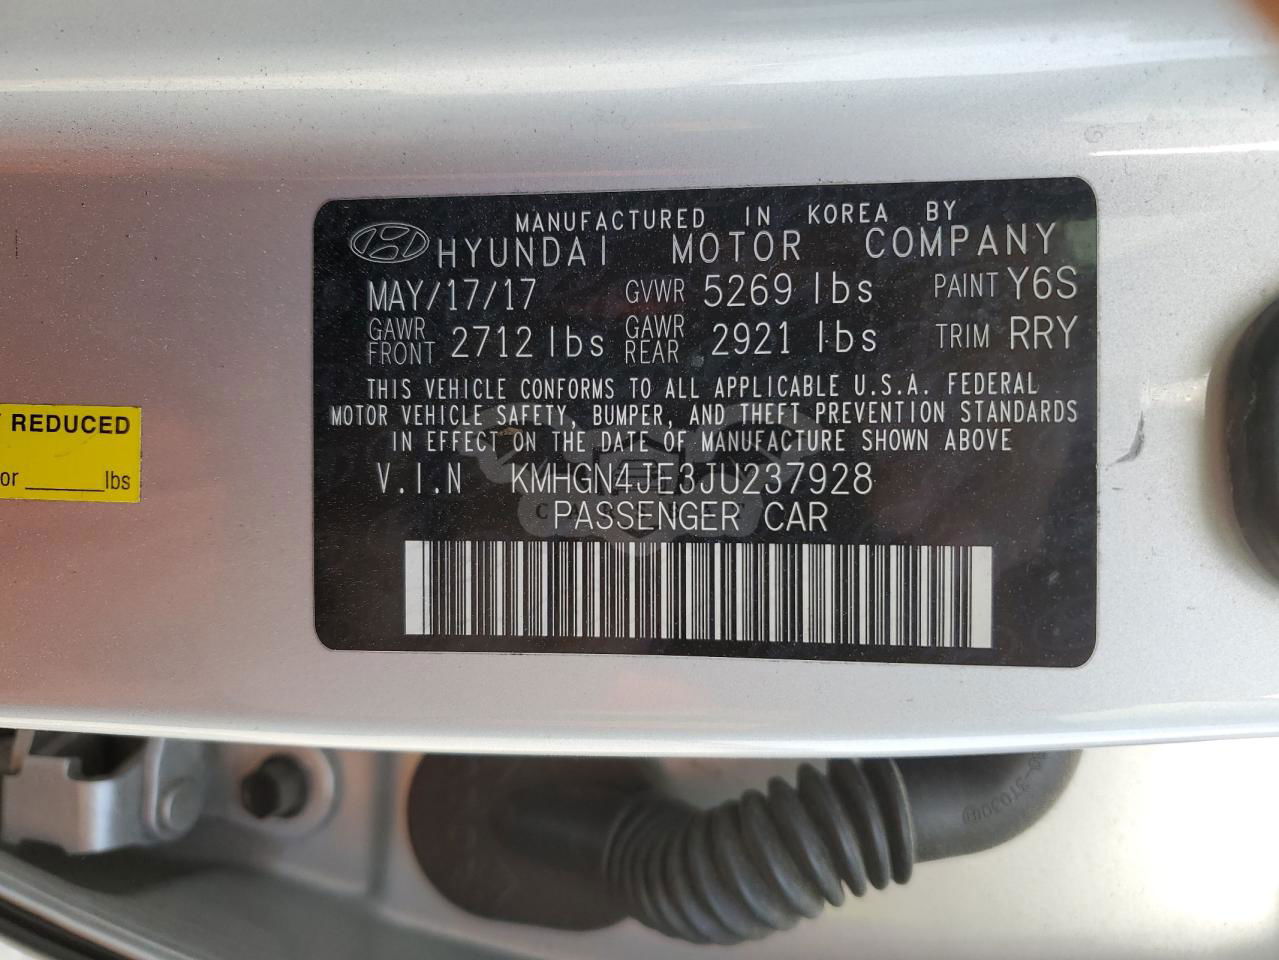 MANUFACTURED IN KOREA BY
HYUNDAI MOTOR COMPANY
MAY/17/17 GVWR 5269 lbs PAINT Y6S
GAWR FRONT 2712 lbs GAWR REAR 2921 lbs TRIM RRY
THIS VEHICLE CONFORMS TO ALL APPLICABLE U.S.A. FEDERAL
MOTOR VEHICLE SAFETY, BUMPER, AND THEFT PREVENTION STANDARDS
IN EFFECT ON THE DATE OF MANUFACTURE SHOWN ABOVE
V.I.N KMHGN4JE3JU237928
PASSENGER CAR
REDUCED
or ______lbs